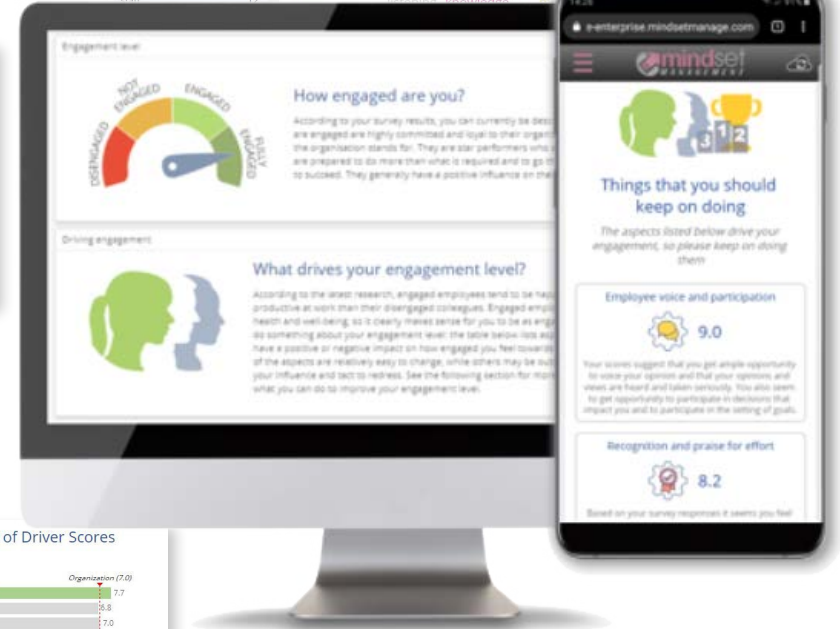 Engagement level
DISENGAGED
NOT ENGAGED
ENGAGED
FULLY ENGAGED
How engaged are you?
According to your survey results, you can currently be
are engaged are highly committed and loyal to their
the organisation stands for. They are star performers who
are prepared to do more than what is required and to go
to succeed. They generally have a positive influence on
Driving engagement
What drives your engagement level?
According to the latest research, engaged employees tend to be
productive at work than their disengaged colleagues. Engaged
health and well-being, so it clearly makes sense for you to be as
do something about your engagement level: the table below lists
have a positive or negative impact on how engaged you feel towards
of the aspects are relatively easy to change, while others may be
your influence and tact to redress. See the following section for
what you can do to improve your engagement level.
e-enterprise.mindsetmanage.com
mindset
MANAGEMENT
3 1 2
Things that you should
keep on doing
The aspects listed below drive your
engagement, so please keep on doing
them
Employee voice and participation
9.0
Your scores suggest that you get ample opportunity
to voice your opinion and that your opinions and
views are heard and taken seriously. You also seem
to get opportunity to participate in decisions that
impact you and to participate in the setting of goals.
Recognition and praise for effort
8.2
Based on your survey responses it seems you feel
of Driver Scores
Organization (7.0)
7.7
6.8
7.0